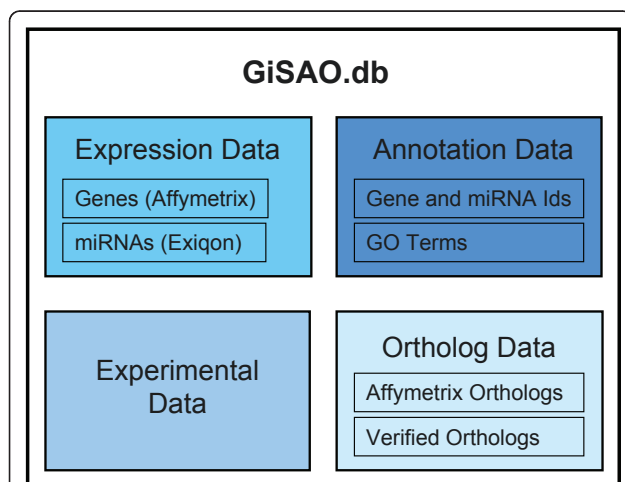 GiSAO.db
Expression Data
Genes (Affymetrix)
miRNAs (Exiqon)
Annotation Data
Gene and miRNA Ids
GO Terms
Experimental
Data
Ortholog Data
Affymetrix Orthologs
Verified Orthologs